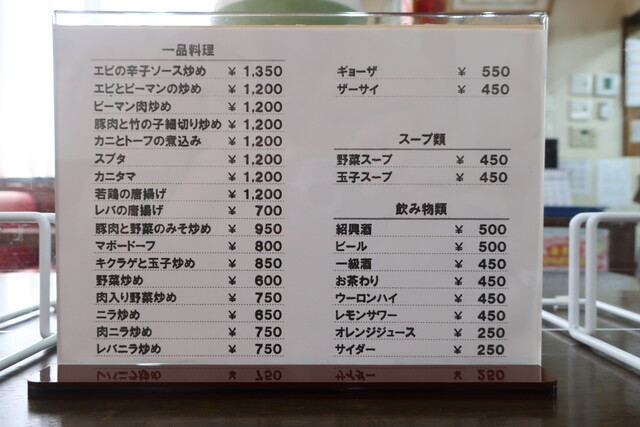 一品料理
エビの辛子ソース炒め ¥ 1,350
エビとピーマンの炒め ¥ 1,200
ピーマン肉炒め ¥ 1,200
豚肉と竹の子細切り炒め ¥ 1,200
カニとトーフの煮込み ¥ 1,200
スブタ ¥ 1,200
カニタマ ¥ 1,200
若鶏の唐揚げ ¥ 1,200
レバの唐揚げ ¥ 700
豚肉と野菜のみそ炒め ¥ 950
マボードーフ ¥ 800
キクラゲと玉子炒め ¥ 850
野菜炒め ¥ 600
肉入り野菜炒め ¥ 750
ニラ炒め ¥ 650
肉ニラ炒め ¥ 750
レバニラ炒め ¥ 750
ギョーザ ¥ 550
ザーサイ ¥ 450
スープ類
野菜スープ ¥ 450
玉子スープ ¥ 450
飲み物類
紹興酒 ¥ 500
ビール ¥ 500
一級酒 ¥ 450
お茶わり ¥ 450
ウーロンハイ ¥ 450
レモンサワー ¥ 450
オレンジジュース ¥ 250
サイダー ¥ 250